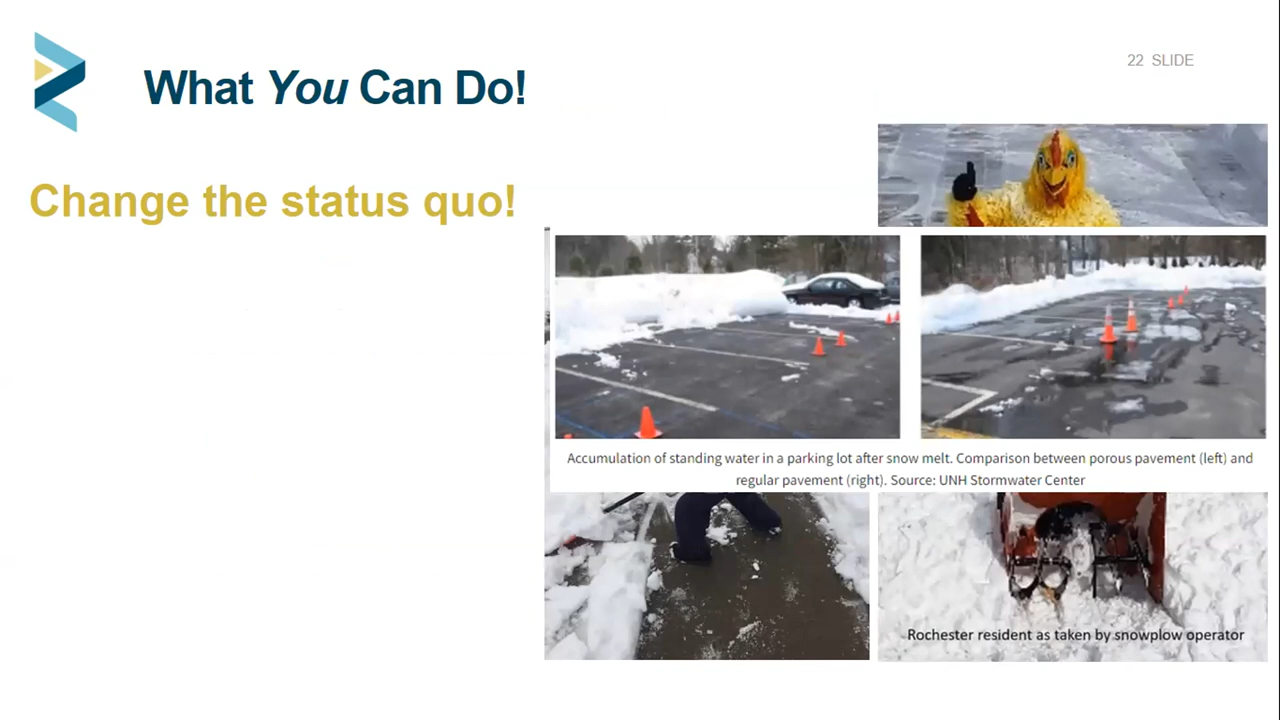 22 SLIDE
What You Can Do!
Change the status quo!
Accumulation of standing water in a parking lot after snow melt. Comparison between porous pavement (left) and
regular pavement (right). Source: UNH Stormwater Center
Rochester resident as taken by snowplow operator